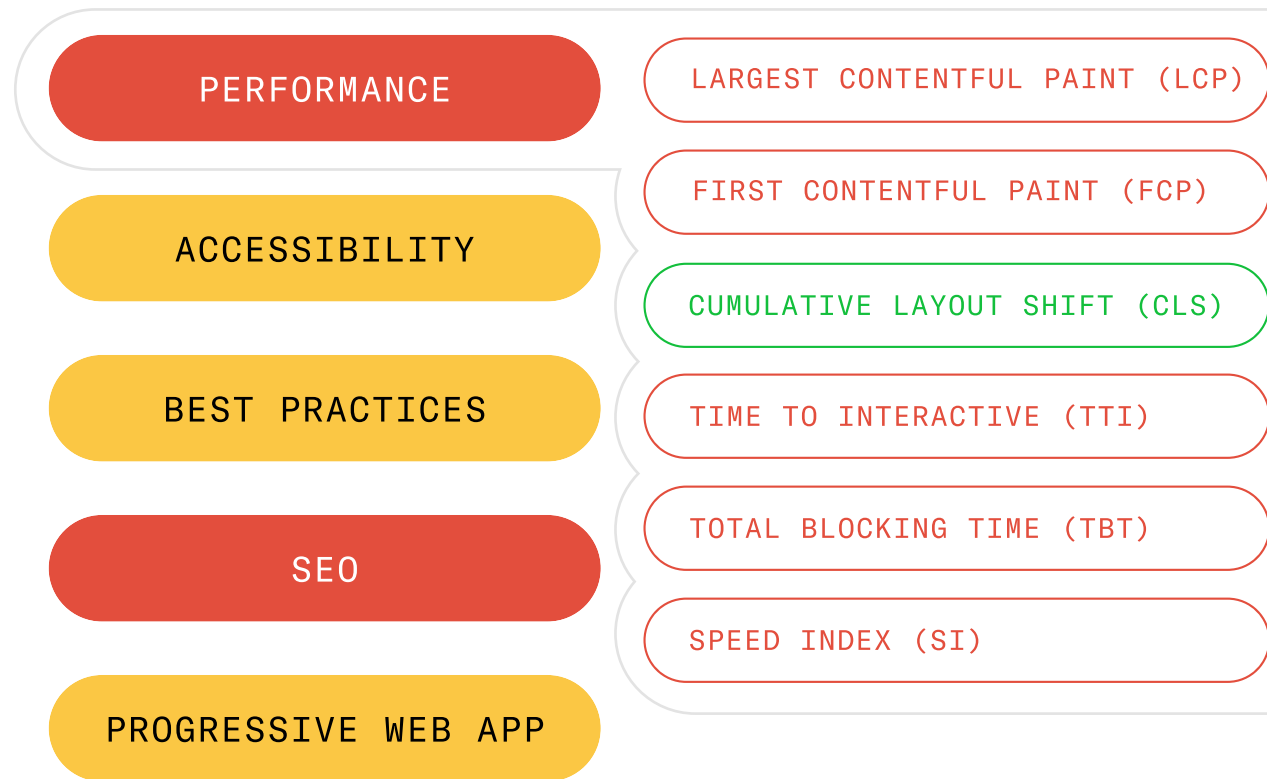 PERFORMANCE
LARGEST CONTENTFUL PAINT (LCP)
FIRST CONTENTFUL PAINT (FCP)
CUMULATIVE LAYOUT SHIFT (CLS)
TIME TO INTERACTIVE (TTI)
TOTAL BLOCKING TIME (TBT)
SPEED INDEX (SI)
ACCESSIBILITY
BEST PRACTICES
SEO
PROGRESSIVE WEB APP